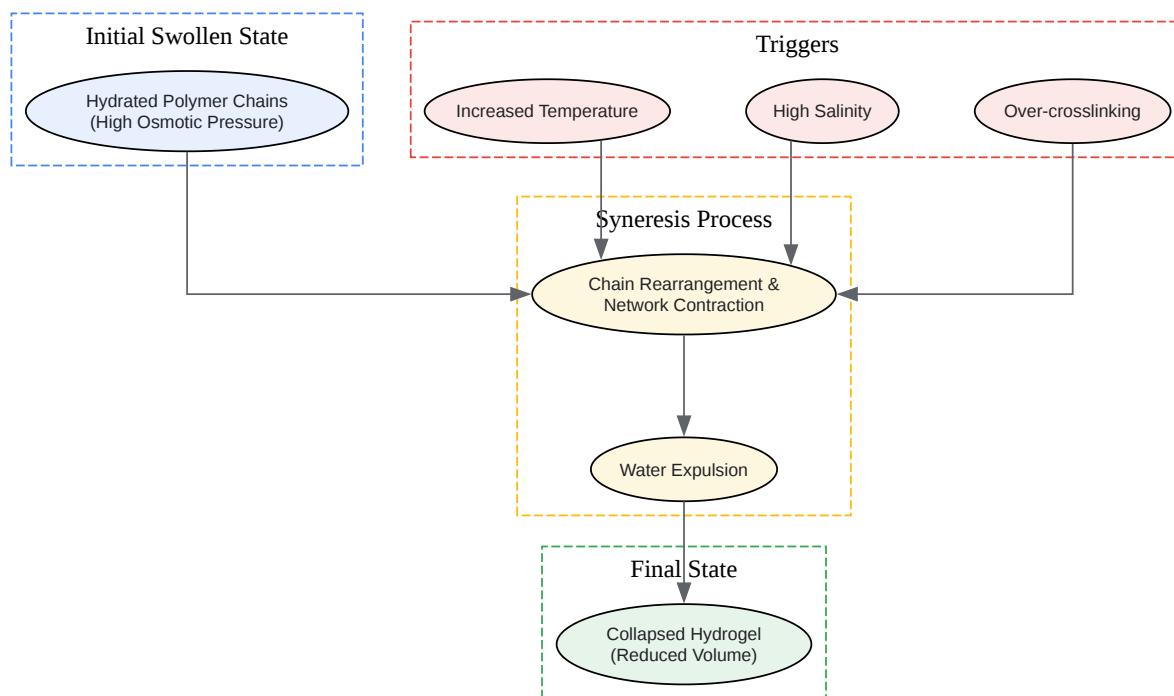 Initial Swollen State
Hydrated Polymer Chains
(High Osmotic Pressure)
Triggers
Increased Temperature
High Salinity
Over-crosslinking
Syneresis Process
Chain Rearrangement &
Network Contraction
Water Expulsion
Final State
Collapsed Hydrogel
(Reduced Volume)